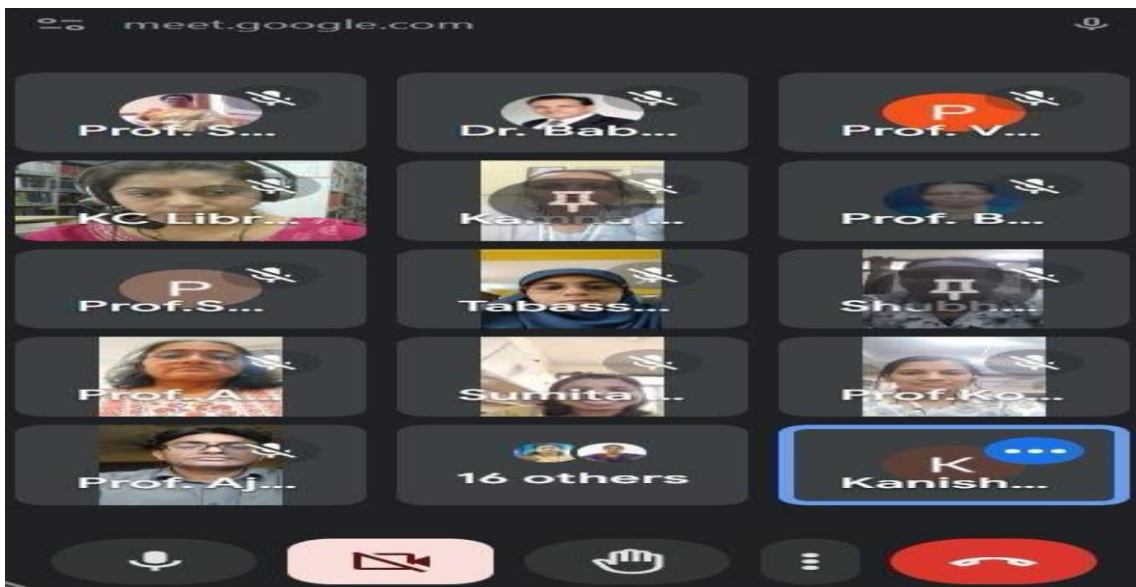 meet.google.com
Prof. S...
Dr. Bab...
P
Prof. V...
KC Libr...
Prof. B...
P
Prof.S...
Tabass...
Shubh...
Prof. A...
Sumita
Prof.Ko...
Prof. Aj...
16 others
K
Kanish...